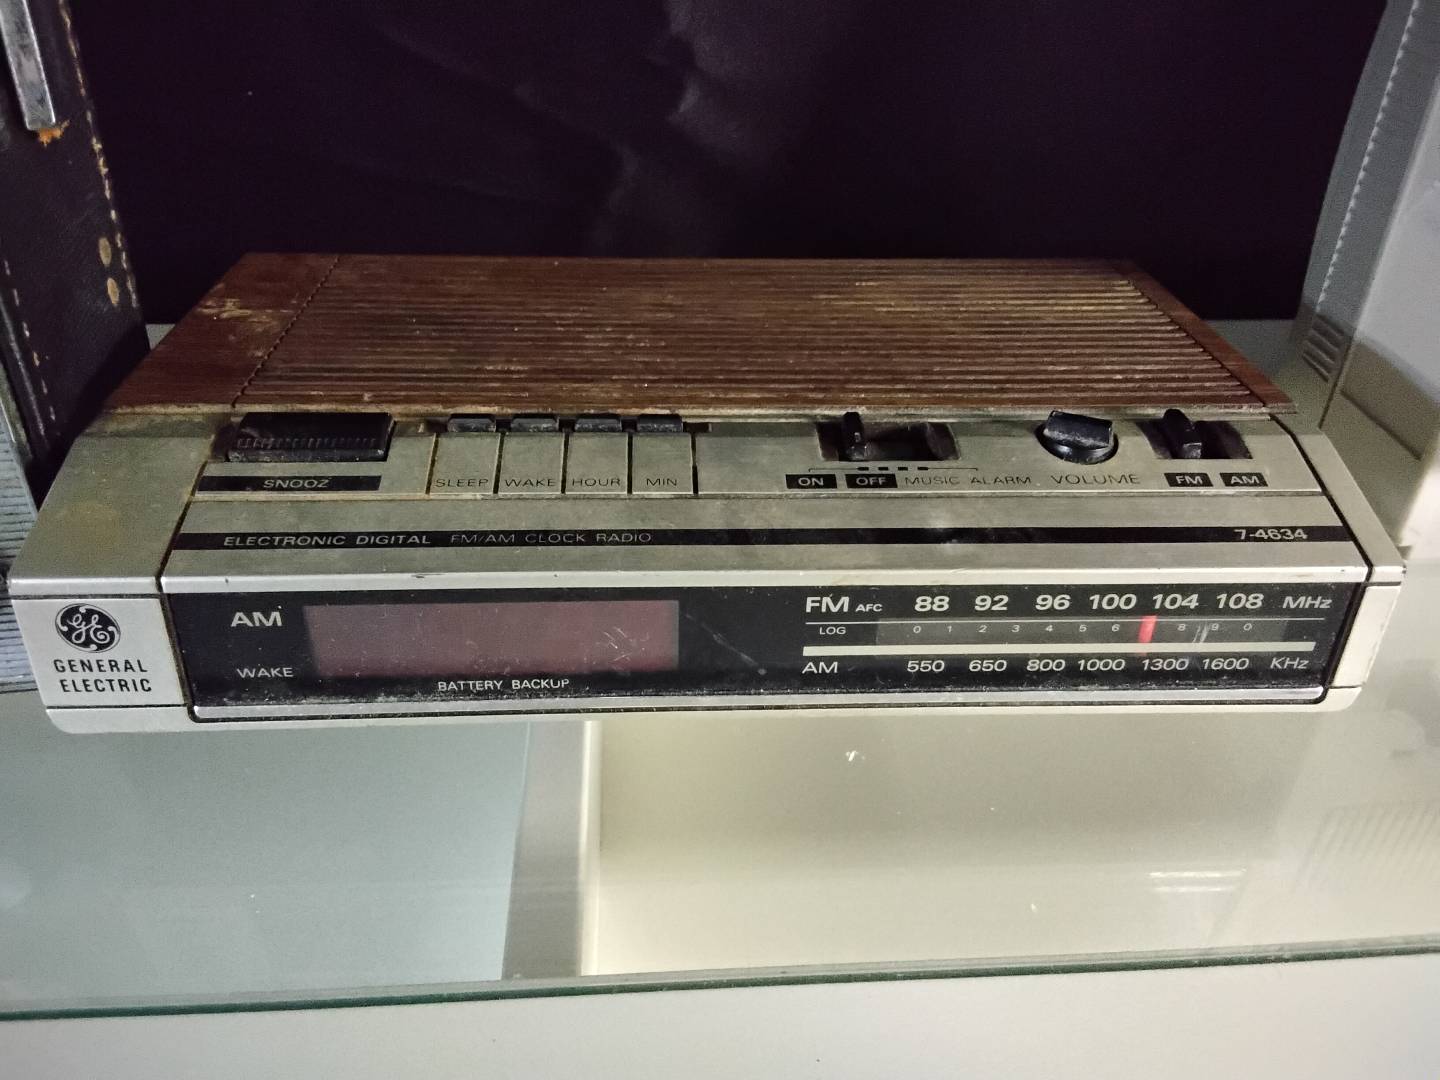 SNOOZ
SLEEP WAKE HOUR MIN
ON OFF MUSIC ALARM VOLUME FM AM
ELECTRONIC DIGITAL FM/AM CLOCK RADIO 7-4634
GE
GENERAL
ELECTRIC
AM
WAKE
BATTERY BACKUP
FM AFC 88 92 96 100 104 108 MHz
LOG 0 1 2 3 4 5 6 8 9 0
AM 550 650 800 1000 1300 1600 KHz